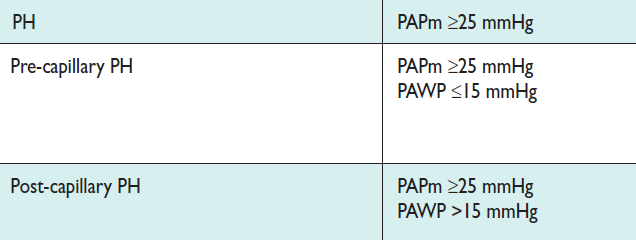 PH PAPm ≥25 mmHg
Pre-capillary PH PAPm ≥25 mmHg
PAWP ≤15 mmHg
Post-capillary PH PAPm ≥25 mmHg
PAWP >15 mmHg